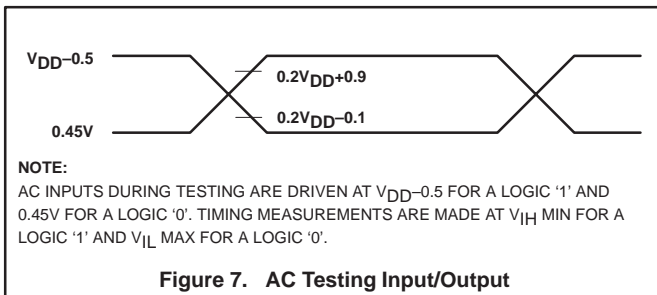 VDD–0.5
0.2VDD+0.9
0.2VDD–0.1
0.45V
NOTE:
AC INPUTS DURING TESTING ARE DRIVEN AT VDD–0.5 FOR A LOGIC ‘1’ AND
0.45V FOR A LOGIC ‘0’. TIMING MEASUREMENTS ARE MADE AT VIH MIN FOR A
LOGIC ‘1’ AND VIL MAX FOR A LOGIC ‘0’.
Figure 7. AC Testing Input/Output